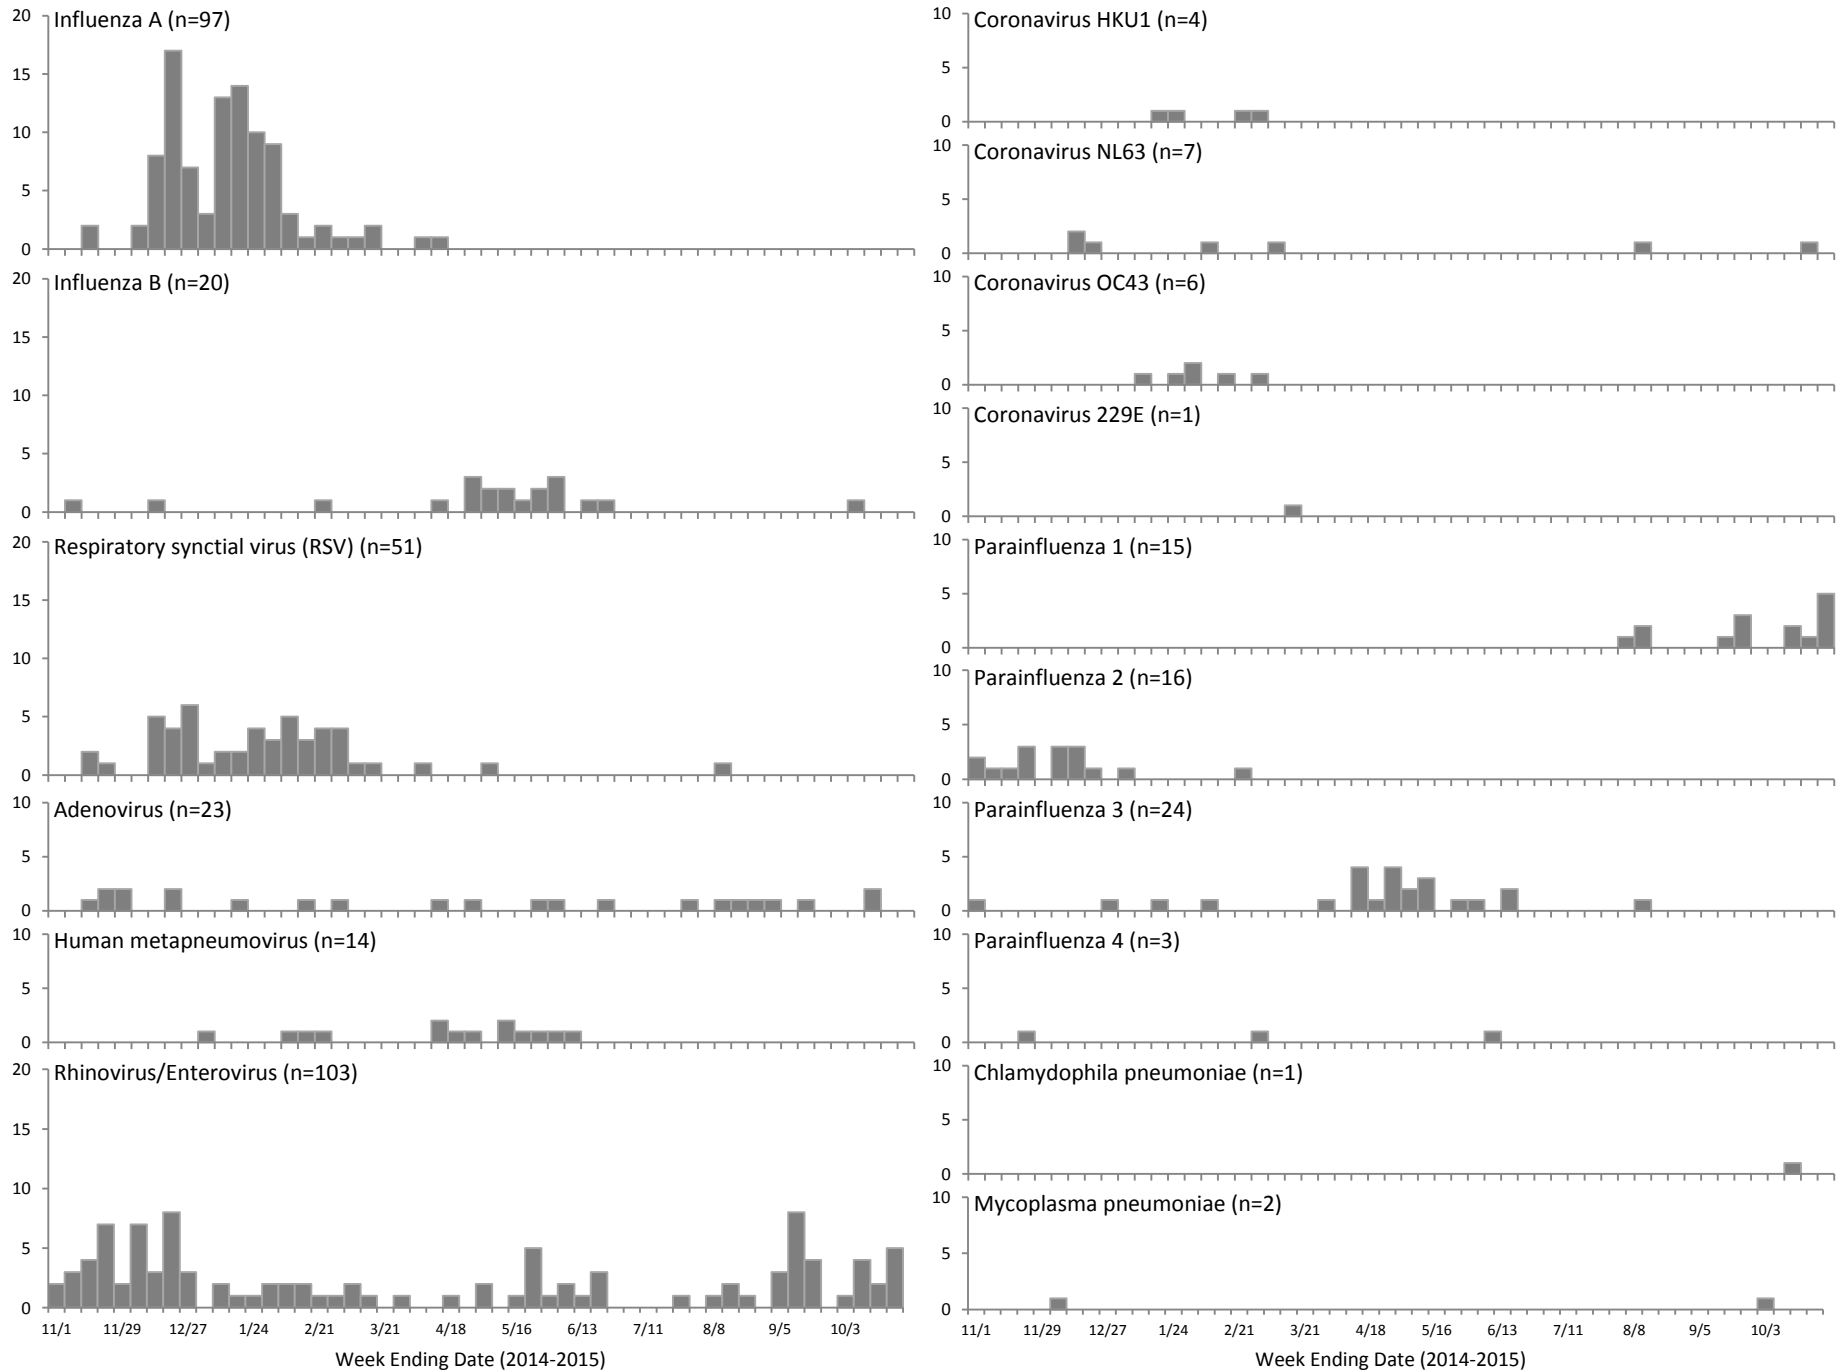 Influenza A (n=97)
20
15
10
5
0
Influenza B (n=20)
20
15
10
5
0
Respiratory synctial virus (RSV) (n=51)
20
15
10
5
0
Adenovirus (n=23)
10
5
0
Human metapneumovirus (n=14)
10
5
0
Rhinovirus/Enterovirus (n=103)
20
15
10
5
0
11/1 11/29 12/27 1/24 2/21 3/21 4/18 5/16 6/13 7/11 8/8 9/5 10/3
Week Ending Date (2014-2015)
Coronavirus HKU1 (n=4)
10
5
0
Coronavirus NL63 (n=7)
10
5
0
Coronavirus OC43 (n=6)
10
5
0
Coronavirus 229E (n=1)
10
5
0
Parainfluenza 1 (n=15)
10
5
0
Parainfluenza 2 (n=16)
10
5
0
Parainfluenza 3 (n=24)
10
5
0
Parainfluenza 4 (n=3)
10
5
0
Chlamydophila pneumoniae (n=1)
10
5
0
Mycoplasma pneumoniae (n=2)
10
5
0
11/1 11/29 12/27 1/24 2/21 3/21 4/18 5/16 6/13 7/11 8/8 9/5 10/3
Week Ending Date (2014-2015)